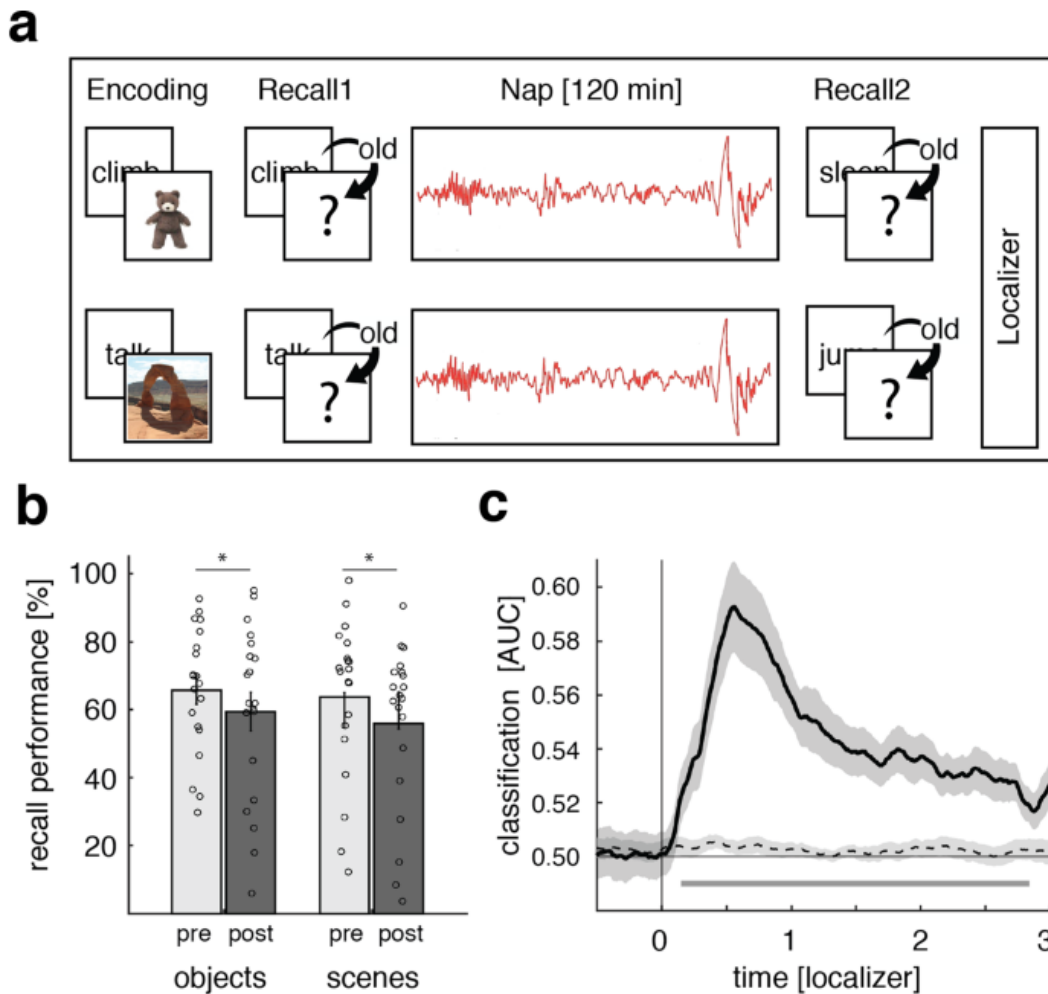 a
Encoding Recall1 Nap [120 min] Recall2
climb climb old sleep old
? ?
Localizer
talk talk old jump old
? ?
b
recall performance [%]
100
80
60
40
20
* *
pre post pre post
objects scenes
c
classification [AUC]
0.60
0.58
0.56
0.54
0.52
0.50
0 1 2 3
time [localizer]